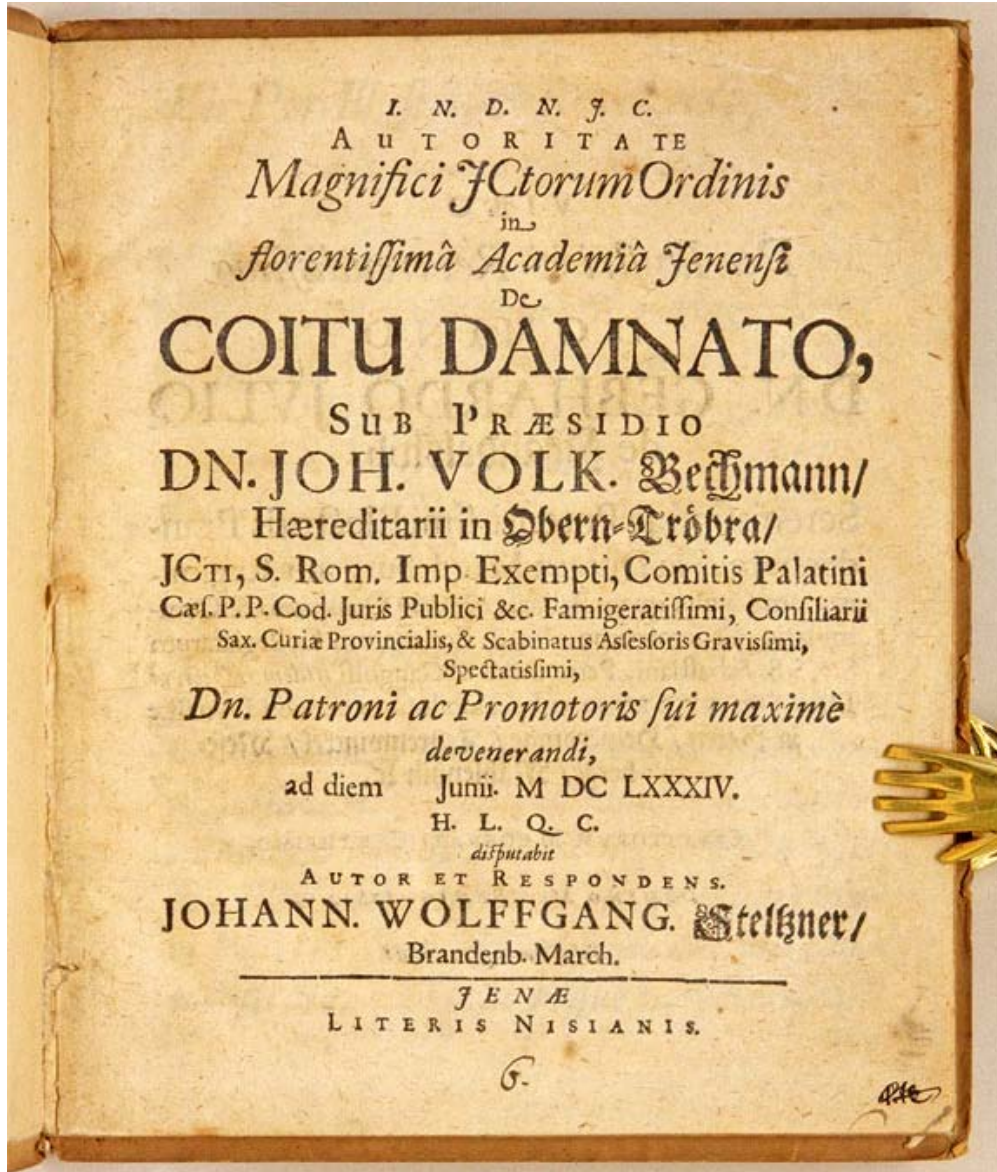 I. N. D. N. J. C.
AUTORITATE
Magnifici JCtorum Ordinis
in
florentiſſimâ Academiâ Jenenſi
De
COITU DAMNATO,
SUB PRÆSIDIO
DN. JOH. VOLK. Bechmann/
Hæreditarii in Obern-Tröbra/
JCTI, S. Rom. Imp Exempti, Comitis Palatini
Cæſ. P. P. Cod. Juris Publici &c. Famigeratiſſimi, Conſiliarii
Sax. Curiæ Provincialis, & Scabinatus Aſſeſſoris Graviſſimi,
Spectatiſſimi,
Dn. Patroni ac Promotoris ſui maximè
devenerandi,
ad diem Junii. M DC LXXXIV.
H. L. Q. C.
diſputabit
AUTOR ET RESPONDENS.
JOHANN. WOLFFGANG. Steltzner/
Brandenb. March.
JENÆ
LITERIS NISIANIS.
6.